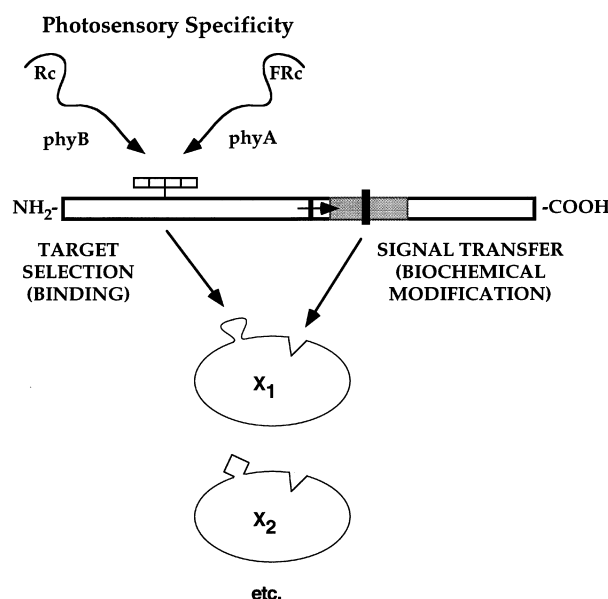 Photosensory Specificity
Rc
FRc
phyB
phyA
NH2-
-COOH
TARGET
SELECTION
(BINDING)
SIGNAL TRANSFER
(BIOCHEMICAL
MODIFICATION)
X1
X2
etc.